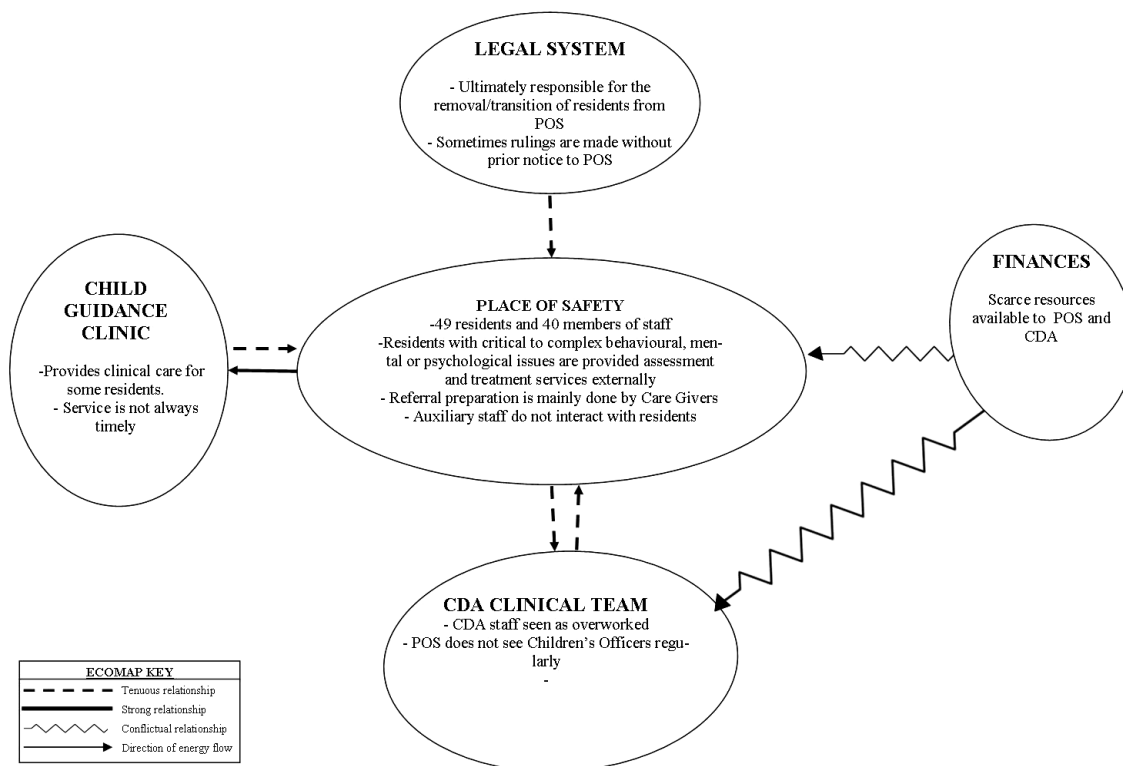 LEGAL SYSTEM
- Ultimately responsible for the
removal/transition of residents from
POS
- Sometimes rulings are made without
prior notice to POS
CHILD
GUIDANCE
CLINIC
-Provides clinical care for
some residents.
- Service is not always
timely
PLACE OF SAFETY
-49 residents and 40 members of staff
-Residents with critical to complex behavioural, men-
tal or psychological issues are provided assessment
and treatment services externally
- Referral preparation is mainly done by Care Givers
- Auxiliary staff do not interact with residents
FINANCES
Scarce resources
available to POS and
CDA
CDA CLINICAL TEAM
- CDA staff seen as overworked
- POS does not see Children's Officers regu-
larly
-
ECOMAP KEY
Tenuous relationship
Strong relationship
Conflictual relationship
Direction of energy flow